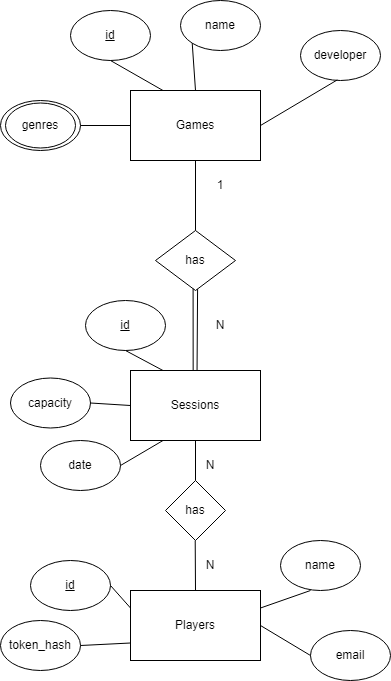 name
id
developer
genres
Games
1
has
id
N
capacity
Sessions
date
N
has
N
name
id
Players
token_hash
email